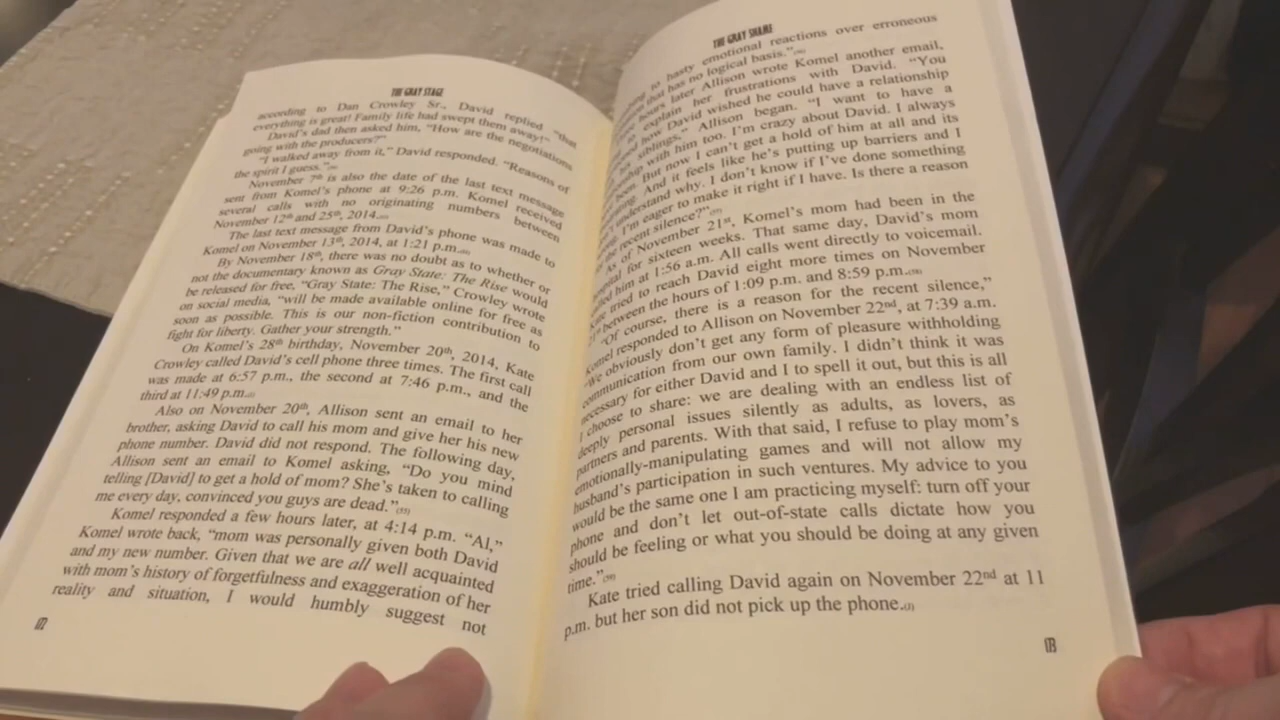 THE GRAY STAGE
according to Dan Crowley Sr., David replied "that
everything is great! Family life had swept them away!"
David's dad then asked him, "How are the negotiations
going with the producers?"
"I walked away from it," David responded. "Reasons of
the spirit I guess."
November 7th is also the date of the last text message
sent from Komel's phone at 9:26 p.m. Komel received
several calls with no originating numbers between
November 12th and 25th, 2014.
The last text message from David's phone was made to
Komel on November 13th, 2014, at 1:21 p.m.
By November 18th, there was no doubt as to whether or
not the documentary known as Gray State: The Rise would
be released for free, "Gray State: The Rise," Crowley wrote
on social media, "will be made available online for free as
soon as possible. This is our non-fiction contribution to
fight for liberty. Gather your strength."
On Komel's 28th birthday, November 20th, 2014, Kate
Crowley called David's cell phone three times. The first call
was made at 6:57 p.m., the second at 7:46 p.m., and the
third at 11:49 p.m.
Also on November 20th, Allison sent an email to her
brother, asking David to call his mom and give her his new
phone number. David did not respond. The following day,
Allison sent an email to Komel asking, "Do you mind
telling [David] to get a hold of mom? She's taken to calling
me every day, convinced you guys are dead."(55)
Komel responded a few hours later, at 4:14 p.m. "Al,"
Komel wrote back, "mom was personally given both David
and my new number. Given that we are all well acquainted
with mom's history of forgetfulness and exaggeration of her
reality and situation, I would humbly suggest not
THE GRAY SHAME
to hasty emotional reactions over erroneous
that has no logical basis."
hours later Allison wrote Komel another email,
explain her frustrations with David. "You
how David wished he could have a relationship
his siblings," Allison began. "I want to have a
with him too. I'm crazy about David. I always
been. But now I can't get a hold of him at all and its
And it feels like he's putting up barriers and I
understand why. I don't know if I've done something
I'm eager to make it right if I have. Is there a reason
for the recent silence?"
As of November 21st, Komel's mom had been in the
hospital for sixteen weeks. That same day, David's mom
called him at 1:56 a.m. All calls went directly to voicemail.
Kate tried to reach David eight more times on November
21st between the hours of 1:09 p.m. and 8:59 p.m.
"Of course, there is a reason for the recent silence,"
Komel responded to Allison on November 22nd, at 7:39 a.m.
"We obviously don't get any form of pleasure withholding
communication from our own family. I didn't think it was
necessary for either David and I to spell it out, but this is all
I choose to share: we are dealing with an endless list of
deeply personal issues silently as adults, as lovers, as
partners and parents. With that said, I refuse to play mom's
emotionally-manipulating games and will not allow my
husband's participation in such ventures. My advice to you
would be the same one I am practicing myself: turn off your
phone and don't let out-of-state calls dictate how you
should be feeling or what you should be doing at any given
time."
Kate tried calling David again on November 22nd at 11
p.m. but her son did not pick up the phone.